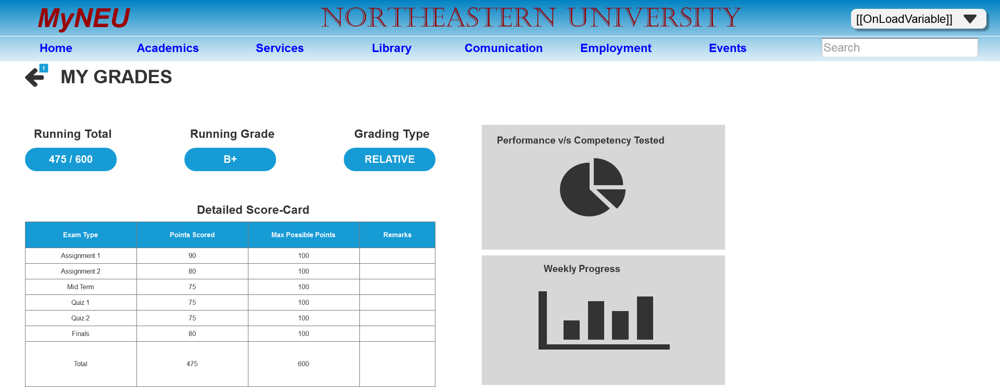 MyNEU
NORTHEASTERN UNIVERSITY
[[OnLoadVariable]]
Home Academics Services Library Comunication Employment Events Search
1
MY GRADES
Running Total Running Grade Grading Type
475 / 600 B+ RELATIVE
Detailed Score-Card
Exam Type Points Scored Max Possible Points Remarks
Assignment 1 90 100
Assignment 2 80 100
Mid Term 75 100
Quiz 1 75 100
Quiz 2 75 100
Finals 80 100
Total 475 600
Performance v/s Competency Tested
Weekly Progress